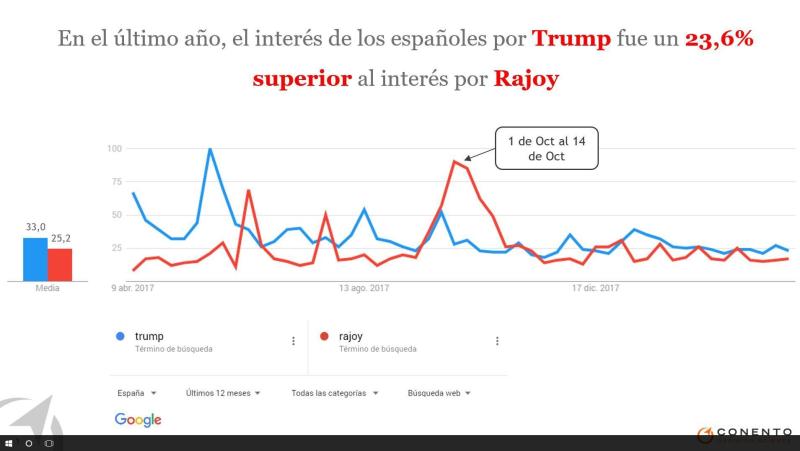 En el último año, el interés de los españoles por Trump fue un 23,6%
superior al interés por Rajoy
1 de Oct al 14
de Oct
100
75
50
25
33,0
25,2
Media
9 abr. 2017
13 ago. 2017
17 dic. 2017
trump
Término de búsqueda
rajoy
Término de búsqueda
España
Últimos 12 meses
Todas las categorías
Búsqueda web
Google
CONENTO